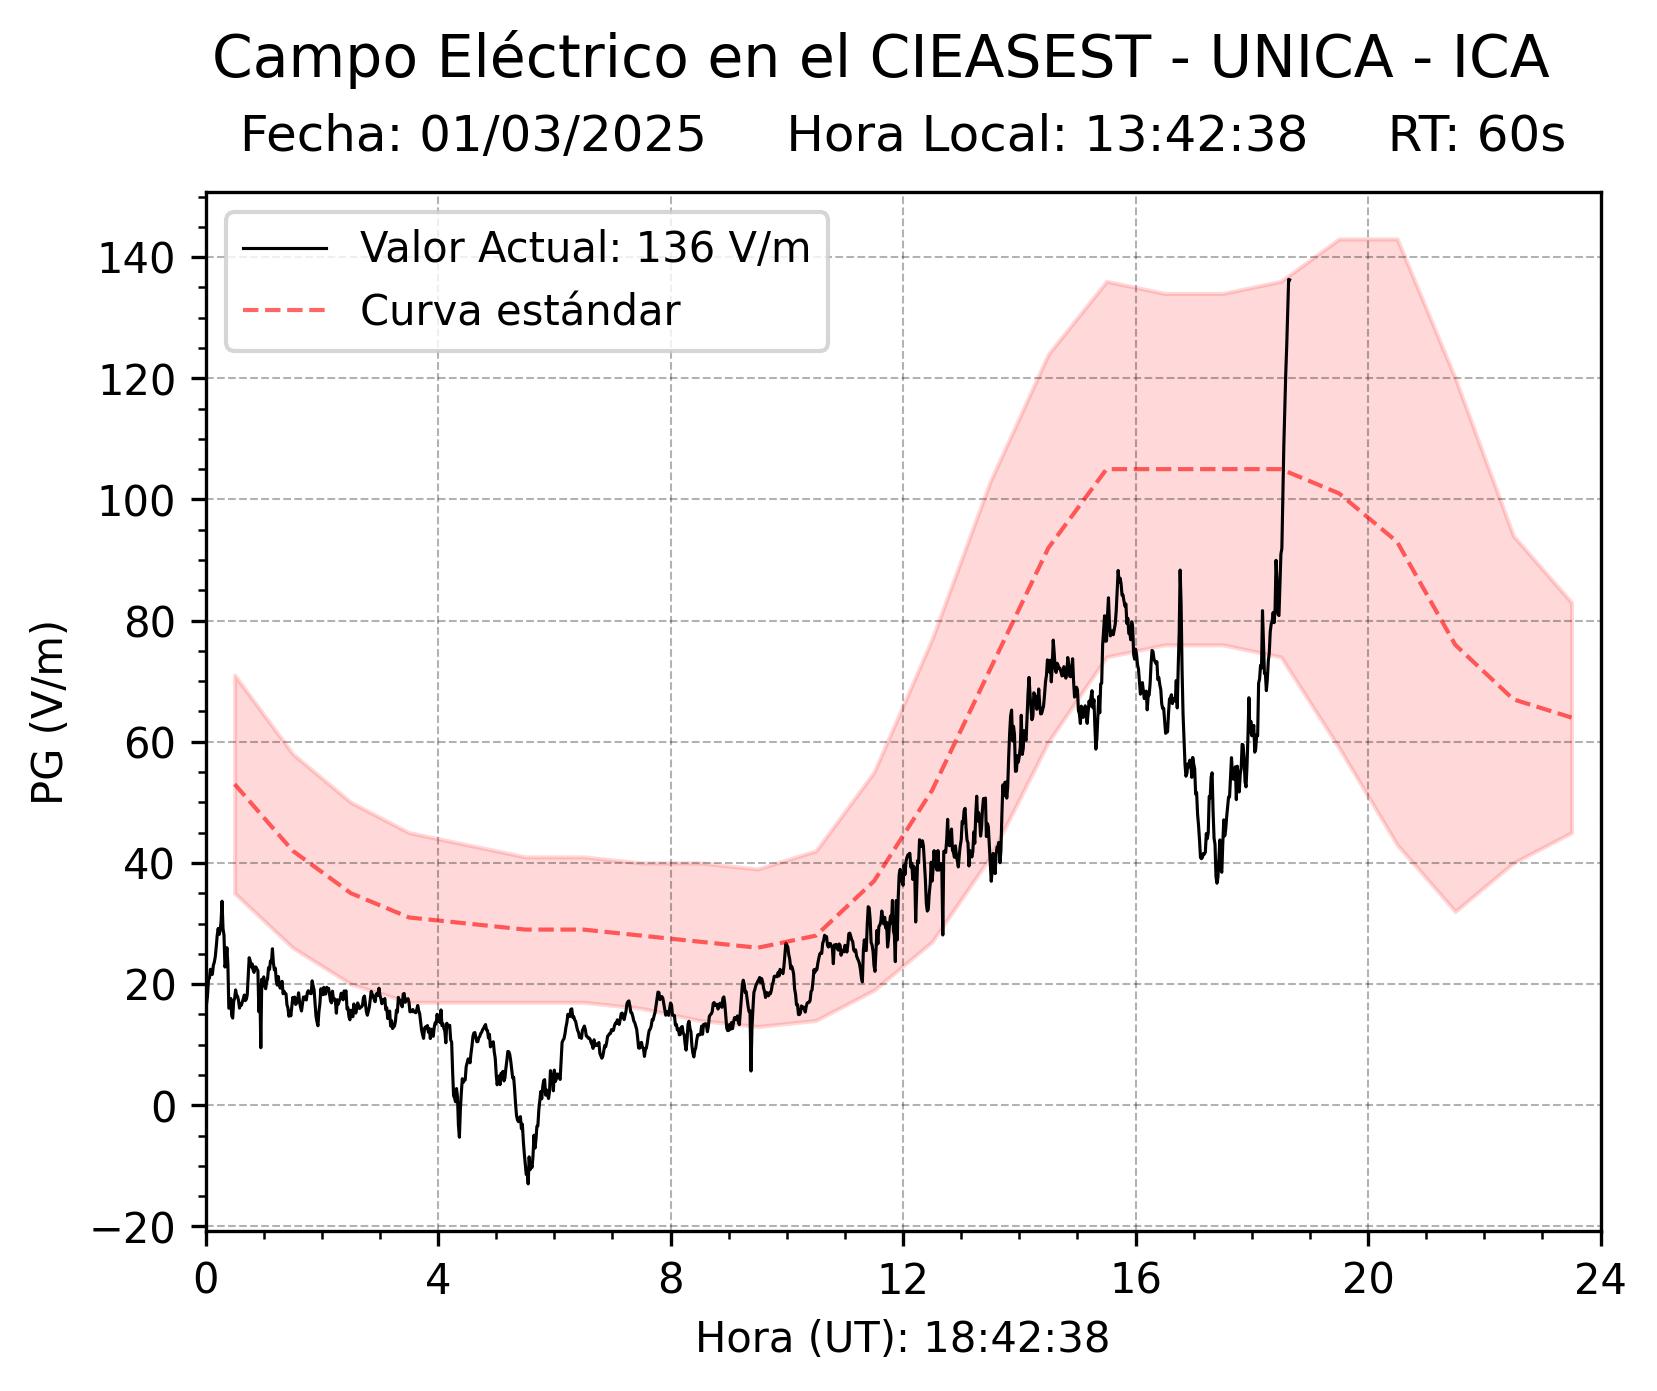 Campo Eléctrico en el CIEASEST - UNICA - ICA
Fecha: 01/03/2025 Hora Local: 13:42:38 RT: 60s
Valor Actual: 136 V/m
Curva estándar
PG (V/m)
140
120
100
80
60
40
20
0
−20
0 4 8 12 16 20 24
Hora (UT): 18:42:38